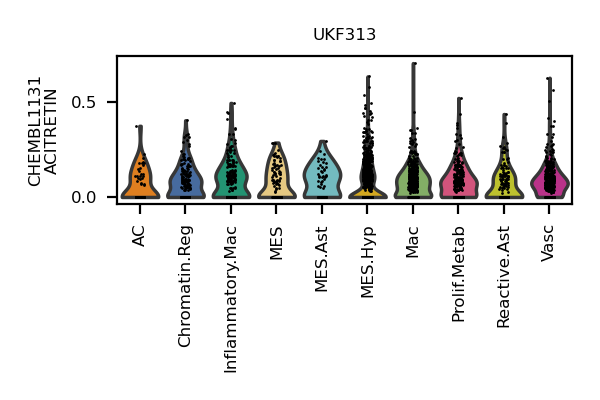 UKF313
CHEMBL1131
ACITRETIN
0.5
0.0
AC
Chromatin.Reg
Inflammatory.Mac
MES
MES.Ast
MES.Hyp
Mac
Prolif.Metab
Reactive.Ast
Vasc